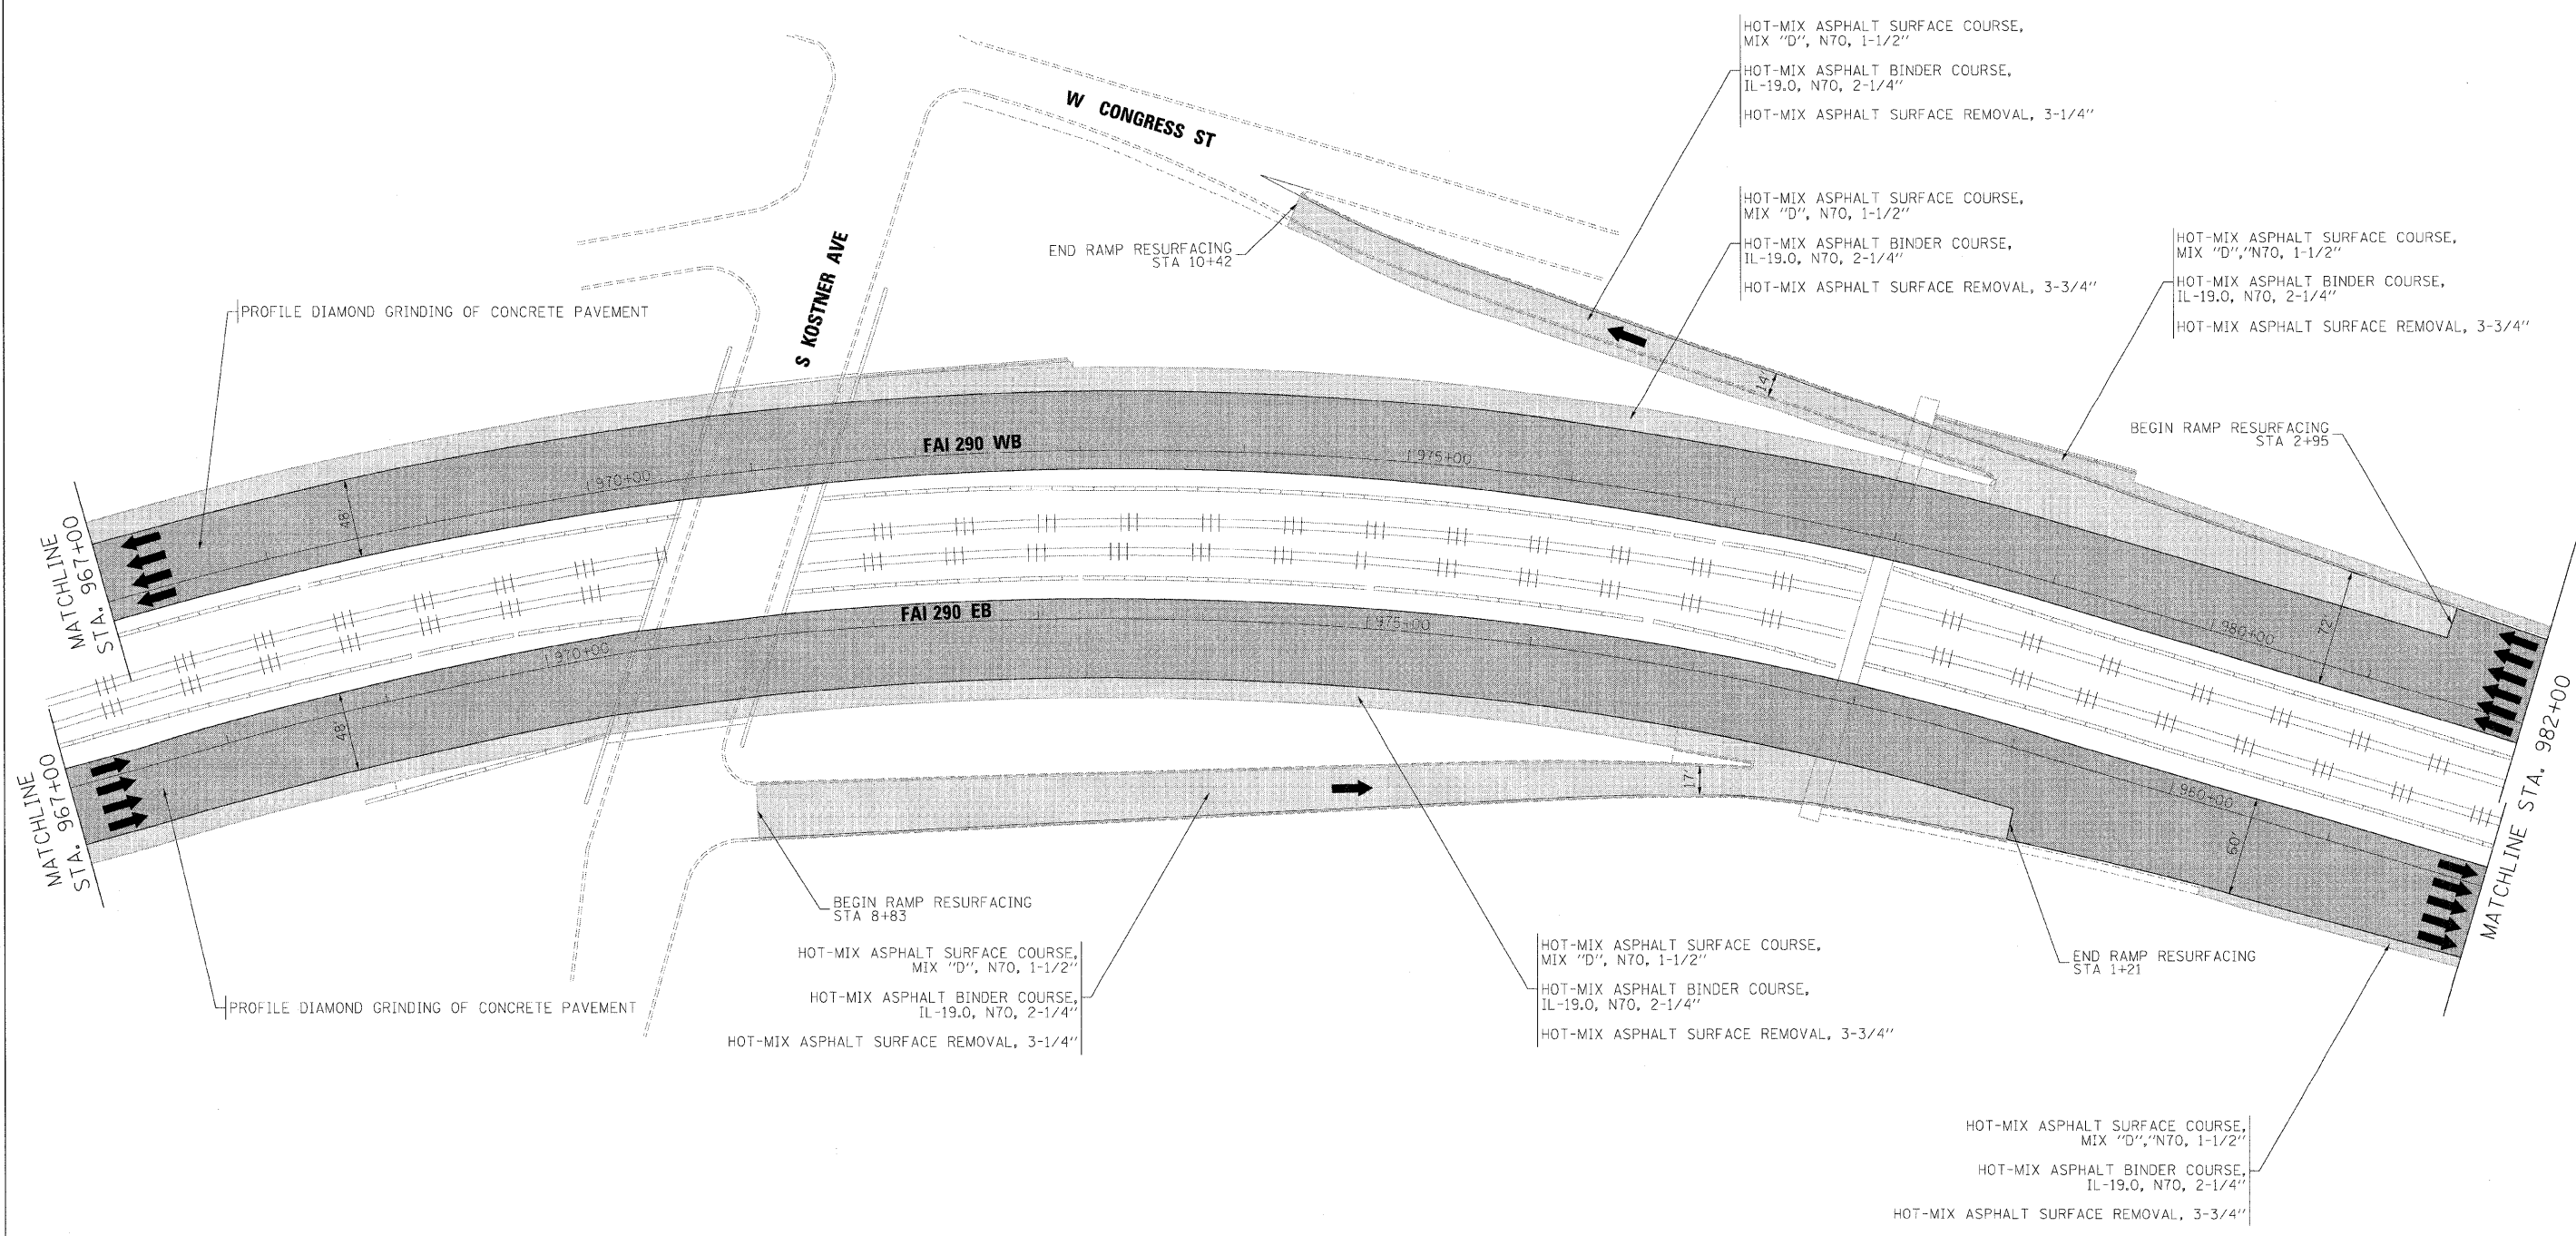 HOT-MIX ASPHALT SURFACE COURSE,
MIX "D", N70, 1-1/2"
HOT-MIX ASPHALT BINDER COURSE,
IL-19.0, N70, 2-1/4"
HOT-MIX ASPHALT SURFACE REMOVAL, 3-1/4"
W CONGRESS ST
HOT-MIX ASPHALT SURFACE COURSE,
MIX "D", N70, 1-1/2"
HOT-MIX ASPHALT BINDER COURSE,
IL-19.0, N70, 2-1/4"
HOT-MIX ASPHALT SURFACE REMOVAL, 3-3/4"
END RAMP RESURFACING
STA 10+42
HOT-MIX ASPHALT SURFACE COURSE,
MIX "D","N70, 1-1/2"
HOT-MIX ASPHALT BINDER COURSE,
IL-19.0, N70, 2-1/4"
HOT-MIX ASPHALT SURFACE REMOVAL, 3-3/4"
S KOSTNER AVE
PROFILE DIAMOND GRINDING OF CONCRETE PAVEMENT
14'
BEGIN RAMP RESURFACING
STA 2+95
FAI 290 WB
970+00
975+00
980+00
48'
72'
MATCHLINE
STA. 967+00
FAI 290 EB
970+00
975+00
980+00
48'
17'
60'
MATCHLINE
STA. 967+00
MATCHLINE STA. 982+00
BEGIN RAMP RESURFACING
STA 8+83
HOT-MIX ASPHALT SURFACE COURSE,
MIX "D", N70, 1-1/2"
HOT-MIX ASPHALT BINDER COURSE,
IL-19.0, N70, 2-1/4"
HOT-MIX ASPHALT SURFACE REMOVAL, 3-1/4"
HOT-MIX ASPHALT SURFACE COURSE,
MIX "D", N70, 1-1/2"
HOT-MIX ASPHALT BINDER COURSE,
IL-19.0, N70, 2-1/4"
HOT-MIX ASPHALT SURFACE REMOVAL, 3-3/4"
END RAMP RESURFACING
STA 1+21
PROFILE DIAMOND GRINDING OF CONCRETE PAVEMENT
HOT-MIX ASPHALT SURFACE COURSE,
MIX "D","N70, 1-1/2"
HOT-MIX ASPHALT BINDER COURSE,
IL-19.0, N70, 2-1/4"
HOT-MIX ASPHALT SURFACE REMOVAL, 3-3/4"